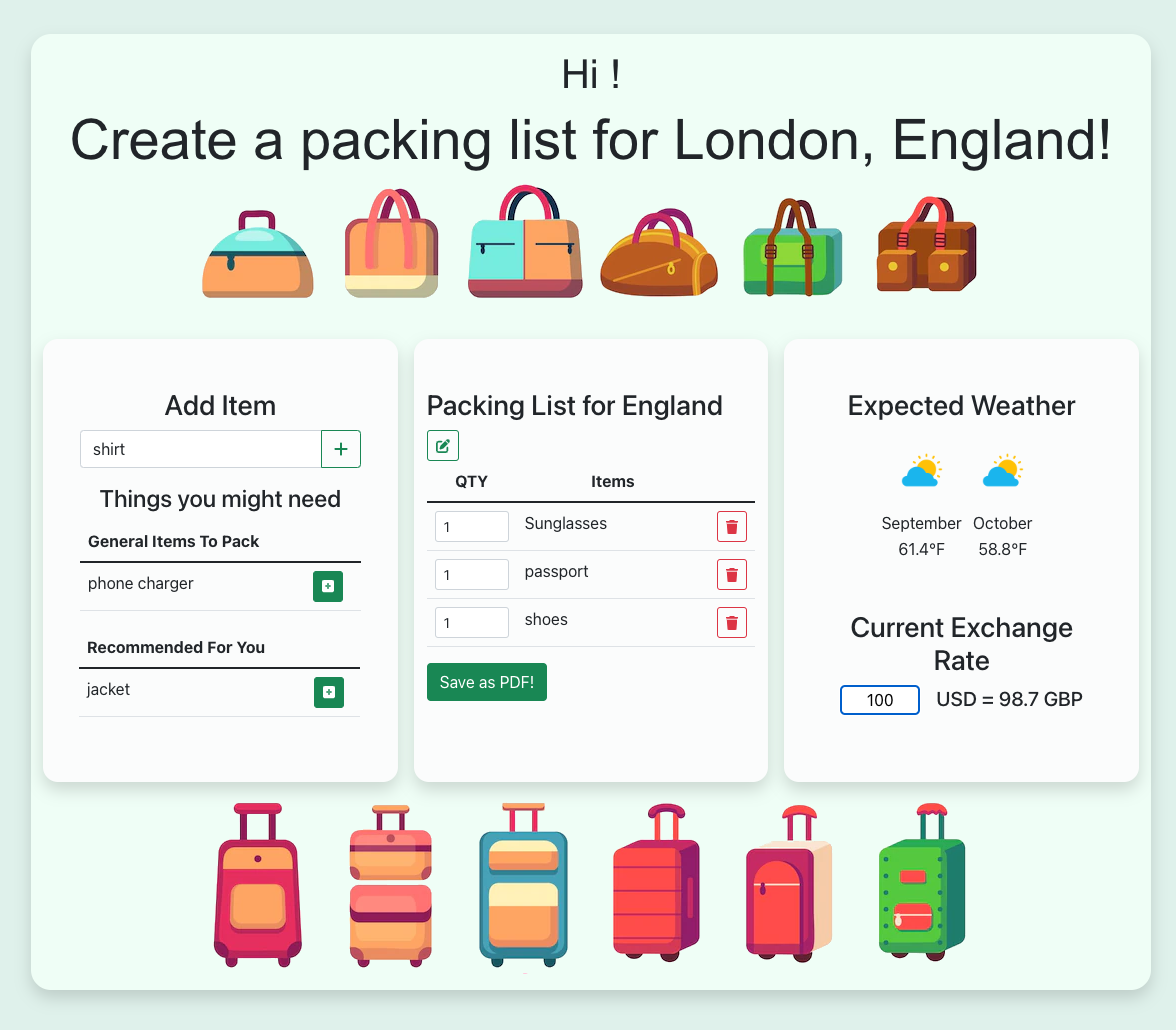 Hi !
Create a packing list for London, England!
Add Item
shirt
Things you might need
General Items To Pack
phone charger
Recommended For You
jacket
Packing List for England
QTY Items
1 Sunglasses
1 passport
1 shoes
Save as PDF!
Expected Weather
September October
61.4°F 58.8°F
Current Exchange
Rate
100 USD = 98.7 GBP